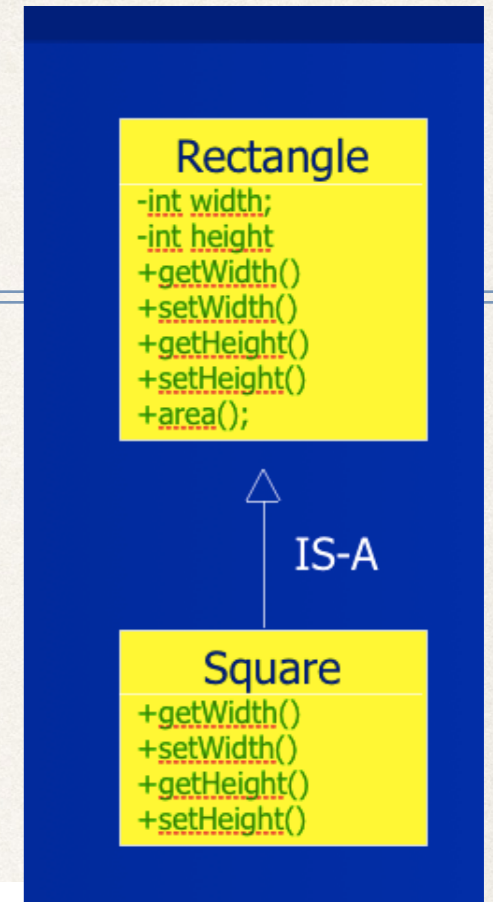 Rectangle
-int width;
-int height
+getWidth()
+setWidth()
+getHeight()
+setHeight()
+area();
IS-A
Square
+getWidth()
+setWidth()
+getHeight()
+setHeight()